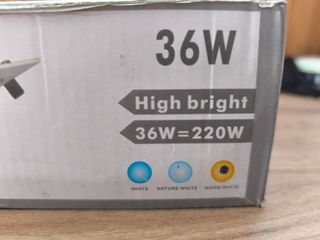 36W
High bright
36W=220W
WHITE NATURE WHITE WARM WHITE